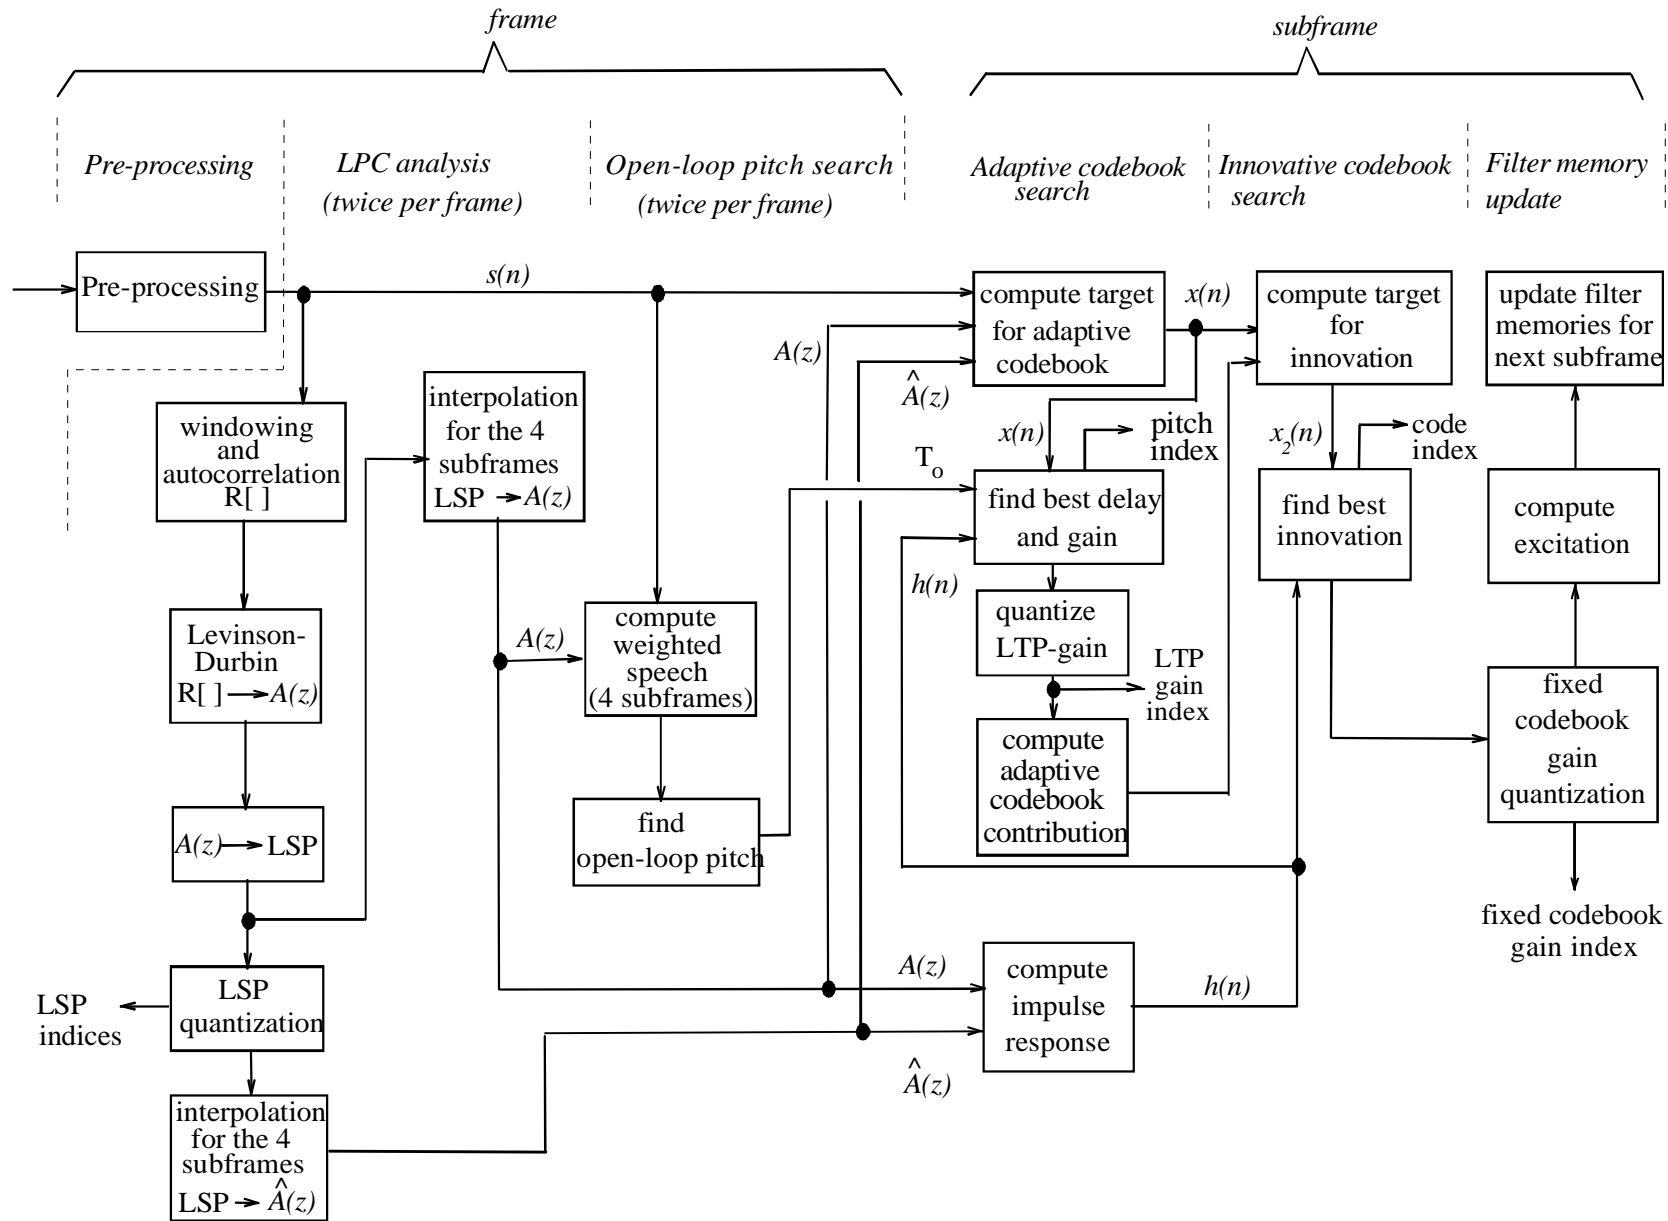 frame
subframe
Pre-processing
LPC analysis
(twice per frame)
Open-loop pitch search
(twice per frame)
Adaptive codebook
search
Innovative codebook
search
Filter memory
update
Pre-processing
s(n)
compute target
for adaptive
codebook
x(n)
compute target
for
innovation
update filter
memories for
next subframe
A(z)
Â(z)
windowing
and
autocorrelation
R[ ]
interpolation
for the 4
subframes
LSP → A(z)
x(n)
pitch
index
x₂(n)
code
index
T₀
find best delay
and gain
find best
innovation
compute
excitation
h(n)
Levinson-
Durbin
R[ ] → A(z)
A(z)
compute
weighted
speech
(4 subframes)
quantize
LTP-gain
LTP
gain
index
fixed
codebook
gain
quantization
compute
adaptive
codebook
contribution
A(z) → LSP
find
open-loop pitch
fixed codebook
gain index
LSP
indices
LSP
quantization
A(z)
compute
impulse
response
h(n)
Â(z)
interpolation
for the 4
subframes
LSP → Â(z)